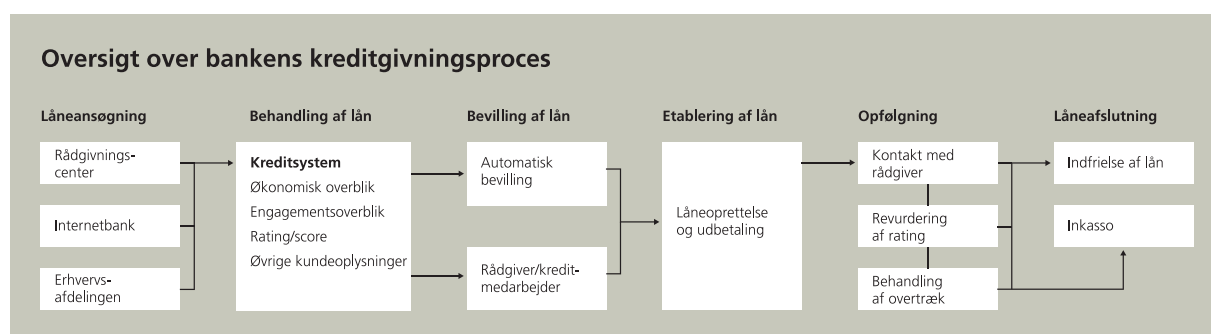 Oversigt over bankens kreditgivningsproces
Låneansøgning
Rådgivnings-
center
Internetbank
Erhvervs-
afdelingen
Behandling af lån
Kreditsystem
Økonomisk overblik
Engagementsoverblik
Rating/score
Øvrige kundeoplysninger
Bevilling af lån
Automatisk
bevilling
Rådgiver/kredit-
medarbejder
Etablering af lån
Låneoprettelse
og udbetaling
Opfølgning
Kontakt med
rådgiver
Revurdering
af rating
Behandling
af overtræk
Låneafslutning
Indfrielse af lån
Inkasso